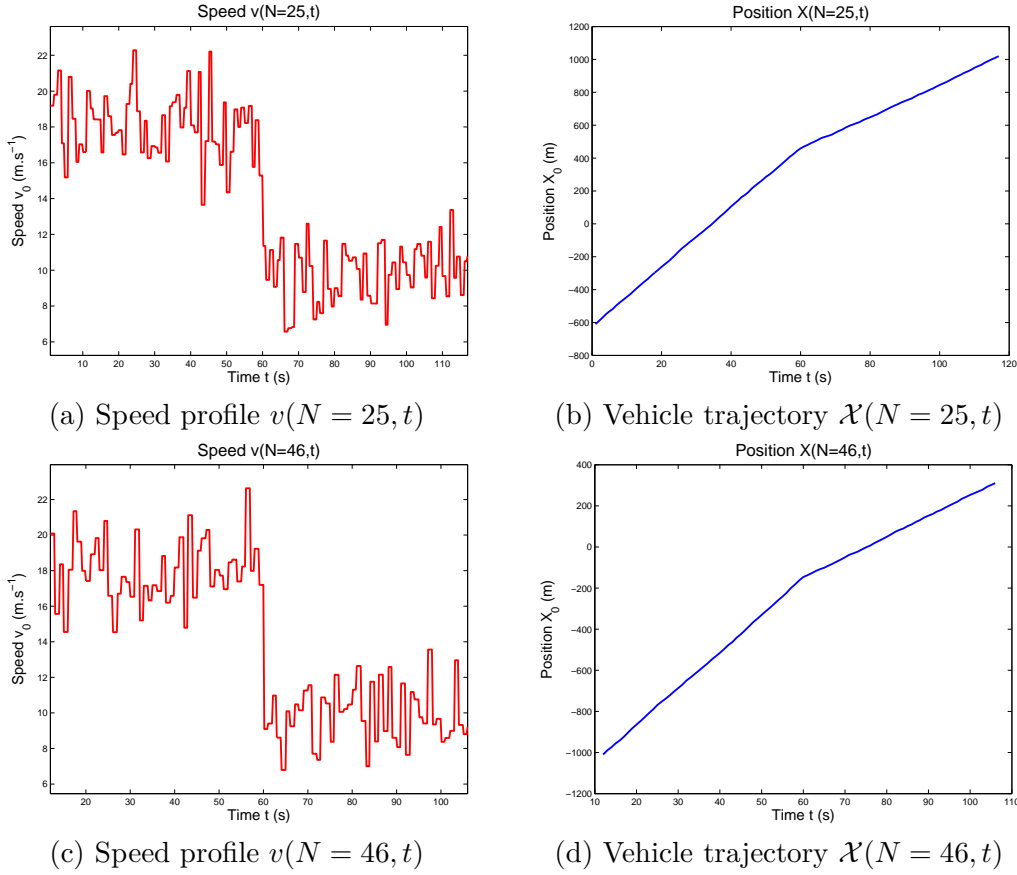 Speed v(N=25,t)
22
20
18
16
14
12
10
8
6
10 20 30 40 50 60 70 80 90 100 110
Speed v_0 (m.s⁻¹)
Time t (s)
Position X(N=25,t)
1200
1000
800
600
400
200
0
−200
−400
−600
−800
0 20 40 60 80 100 120
Position X_0 (m)
Time t (s)
(a) Speed profile v(N = 25, t)
(b) Vehicle trajectory 𝒳(N = 25, t)
Speed v(N=46,t)
22
20
18
16
14
12
10
8
6
20 30 40 50 60 70 80 90 100
Speed v_0 (m.s⁻¹)
Time t (s)
Position X(N=46,t)
400
200
0
−200
−400
−600
−800
−1000
−1200
10 20 30 40 50 60 70 80 90 100 110
Position X_0 (m)
Time t (s)
(c) Speed profile v(N = 46, t)
(d) Vehicle trajectory 𝒳(N = 46, t)